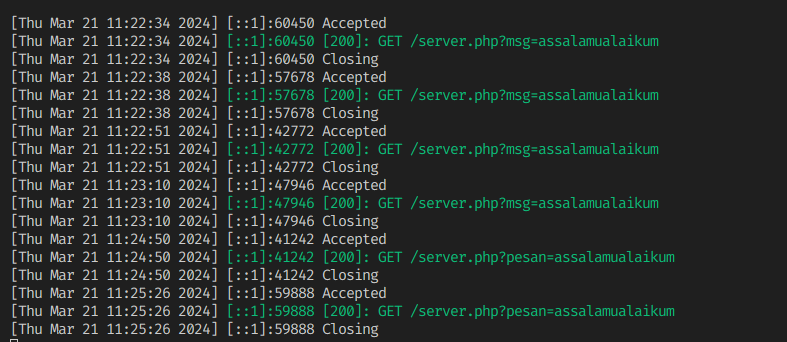 [Thu Mar 21 11:22:34 2024] [::1]:60450 Accepted
[Thu Mar 21 11:22:34 2024] [::1]:60450 [200]: GET /server.php?msg=assalamualaikum
[Thu Mar 21 11:22:34 2024] [::1]:60450 Closing
[Thu Mar 21 11:22:38 2024] [::1]:57678 Accepted
[Thu Mar 21 11:22:38 2024] [::1]:57678 [200]: GET /server.php?msg=assalamualaikum
[Thu Mar 21 11:22:38 2024] [::1]:57678 Closing
[Thu Mar 21 11:22:51 2024] [::1]:42772 Accepted
[Thu Mar 21 11:22:51 2024] [::1]:42772 [200]: GET /server.php?msg=assalamualaikum
[Thu Mar 21 11:22:51 2024] [::1]:42772 Closing
[Thu Mar 21 11:23:10 2024] [::1]:47946 Accepted
[Thu Mar 21 11:23:10 2024] [::1]:47946 [200]: GET /server.php?msg=assalamualaikum
[Thu Mar 21 11:23:10 2024] [::1]:47946 Closing
[Thu Mar 21 11:24:50 2024] [::1]:41242 Accepted
[Thu Mar 21 11:24:50 2024] [::1]:41242 [200]: GET /server.php?pesan=assalamualaikum
[Thu Mar 21 11:24:50 2024] [::1]:41242 Closing
[Thu Mar 21 11:25:26 2024] [::1]:59888 Accepted
[Thu Mar 21 11:25:26 2024] [::1]:59888 [200]: GET /server.php?pesan=assalamualaikum
[Thu Mar 21 11:25:26 2024] [::1]:59888 Closing